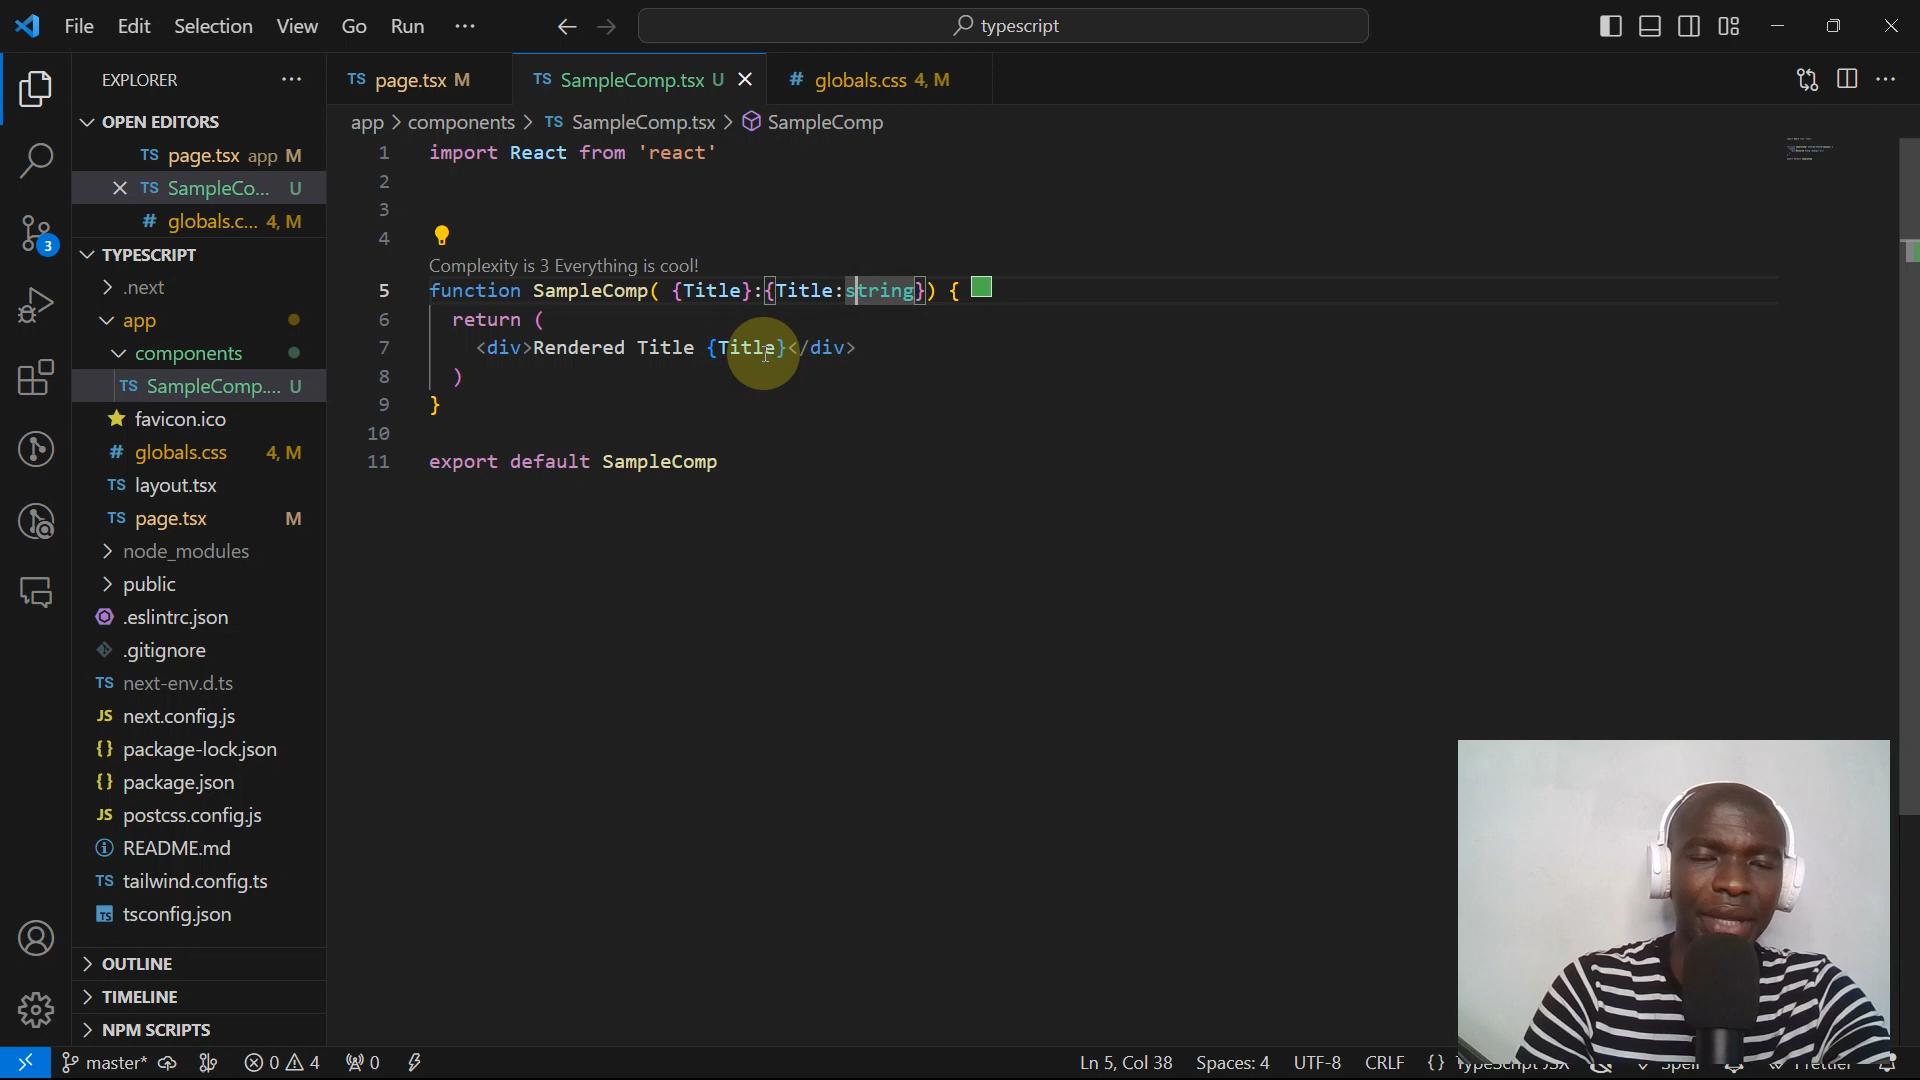 File Edit Selection View Go Run ··· typescript
EXPLORER ···
OPEN EDITORS
TS page.tsx app M
TS SampleCo... U
# globals.c... 4, M
TYPESCRIPT
.next
app
components
TS SampleComp.... U
favicon.ico
# globals.css 4, M
TS layout.tsx
TS page.tsx M
node_modules
public
.eslintrc.json
.gitignore
TS next-env.d.ts
JS next.config.js
{} package-lock.json
{} package.json
JS postcss.config.js
README.md
TS tailwind.config.ts
TS tsconfig.json
OUTLINE
TIMELINE
NPM SCRIPTS
3
TS page.tsx M TS SampleComp.tsx U # globals.css 4, M
app > components > TS SampleComp.tsx > SampleComp
1 import React from 'react'
2
3
4
Complexity is 3 Everything is cool!
5 function SampleComp( {Title}:{Title:string}) {
6 return (
7 <div>Rendered Title {Title}</div>
8 )
9 }
10
11 export default SampleComp
master* 0 4 0 Ln 5, Col 38 Spaces: 4 UTF-8 CRLF {}